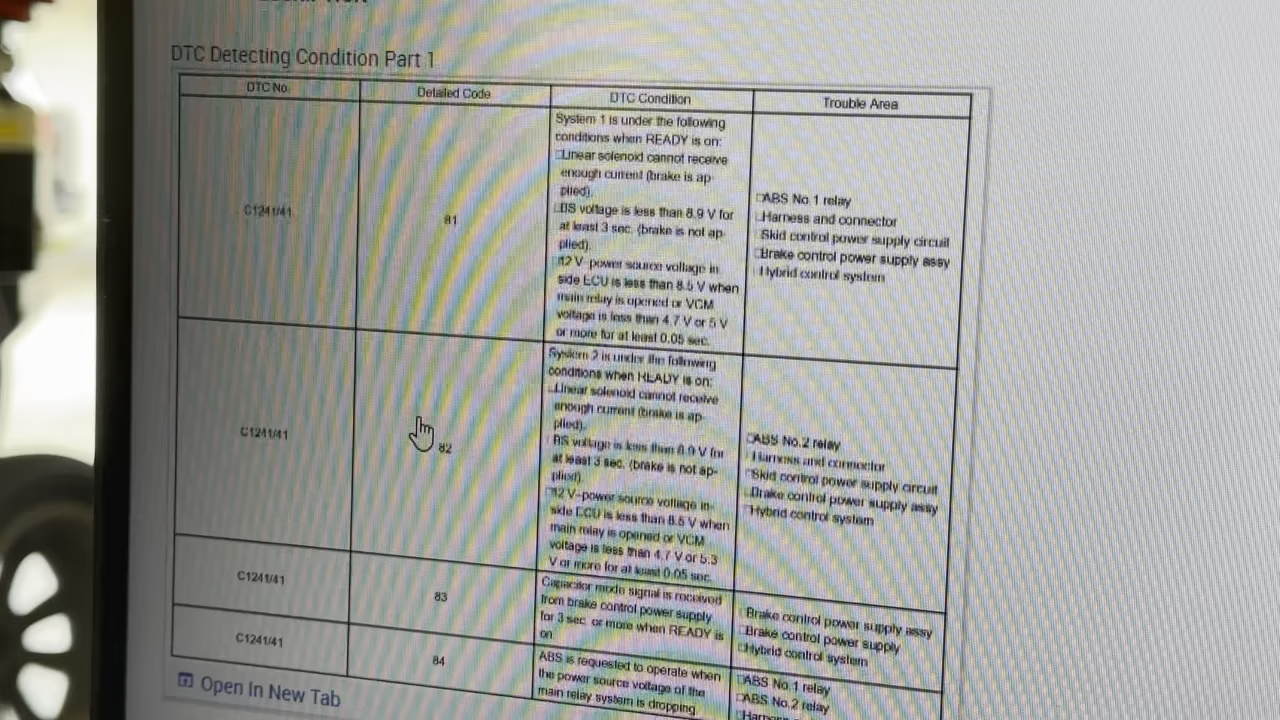 DTC Detecting Condition Part 1
DTC No.
Detailed Code
DTC Condition
Trouble Area
C1241/41
81
System 1 is under the following
conditions when READY is on:
Linear solenoid cannot receive
enough current (brake is ap-
plied).
BS voltage is less than 8.9 V for
at least 3 sec. (brake is not ap-
plied).
12 V-power source voltage in-
side ECU is less than 8.5 V when
main relay is opened or VCM
voltage is less than 4.7 V or 5 V
or more for at least 0.05 sec.
ABS No.1 relay
Harness and connector
Skid control power supply circuit
Brake control power supply assy
Hybrid control system
C1241/41
82
System 2 is under the following
conditions when READY is on:
Linear solenoid cannot receive
enough current (brake is ap-
plied).
BS voltage is less than 8.9 V for
at least 3 sec. (brake is not ap-
plied).
12 V-power source voltage in-
side ECU is less than 8.5 V when
main relay is opened or VCM
voltage is less than 4.7 V or 5.3
V or more for at least 0.05 sec.
ABS No.2 relay
Harness and connector
Skid control power supply circuit
Brake control power supply assy
Hybrid control system
C1241/41
83
Capacitor mode signal is received
from brake control power supply
for 3 sec. or more when READY is
on
Brake control power supply assy
Brake control power supply
Hybrid control system
C1241/41
84
ABS is requested to operate when
the power source voltage of the
main relay system is dropping.
ABS No.1 relay
ABS No.2 relay
Open In New Tab